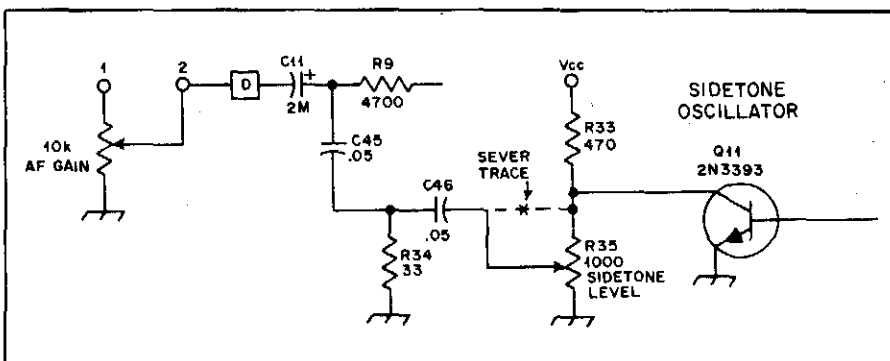 1
2
10k
AF GAIN
D
C11
+
2M
R9
4700
C45
.05
C46
.05
R34
33
SEVER
TRACE
Vcc
R33
470
R35
1000
SIDETONE
LEVEL
SIDETONE
OSCILLATOR
Q11
2N3393